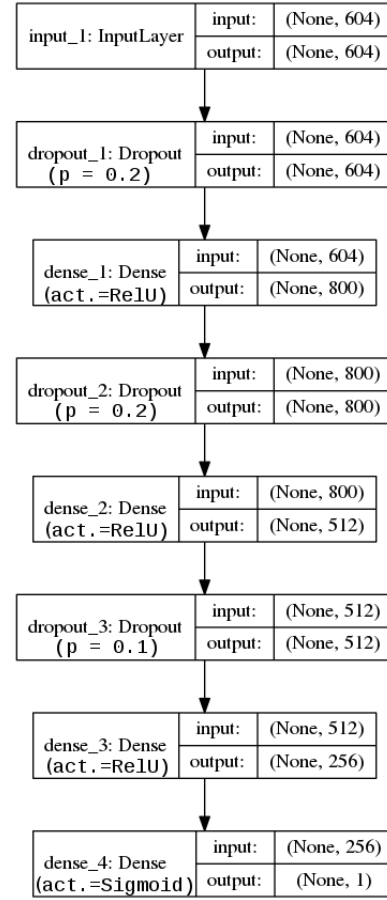 input_1: InputLayer
input: (None, 604)
output: (None, 604)
dropout_1: Dropout
(p = 0.2)
input: (None, 604)
output: (None, 604)
dense_1: Dense
(act.=RelU)
input: (None, 604)
output: (None, 800)
dropout_2: Dropout
(p = 0.2)
input: (None, 800)
output: (None, 800)
dense_2: Dense
(act.=RelU)
input: (None, 800)
output: (None, 512)
dropout_3: Dropout
(p = 0.1)
input: (None, 512)
output: (None, 512)
dense_3: Dense
(act.=RelU)
input: (None, 512)
output: (None, 256)
dense_4: Dense
(act.=Sigmoid)
input: (None, 256)
output: (None, 1)